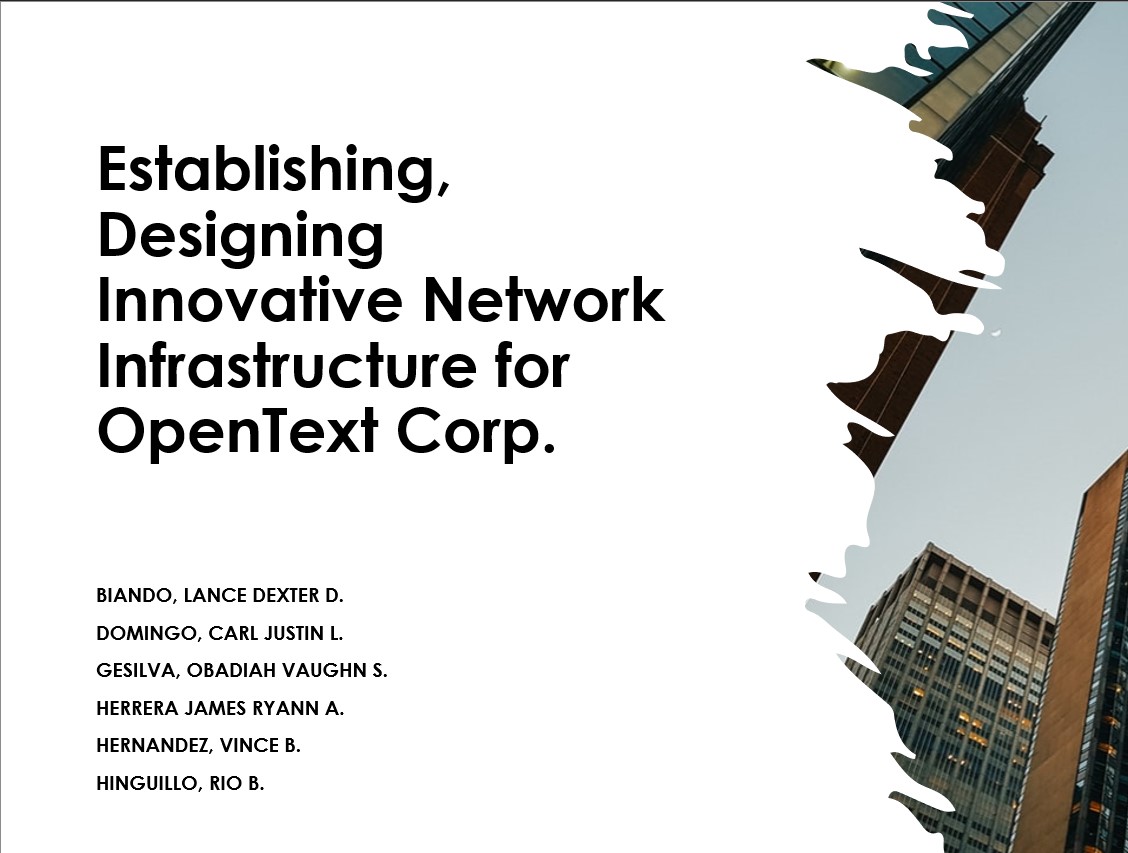 Establishing,
Designing
Innovative Network
Infrastructure for
OpenText Corp.
BIANDO, LANCE DEXTER D.
DOMINGO, CARL JUSTIN L.
GESILVA, OBADIAH VAUGHN S.
HERRERA JAMES RYANN A.
HERNANDEZ, VINCE B.
HINGUILLO, RIO B.